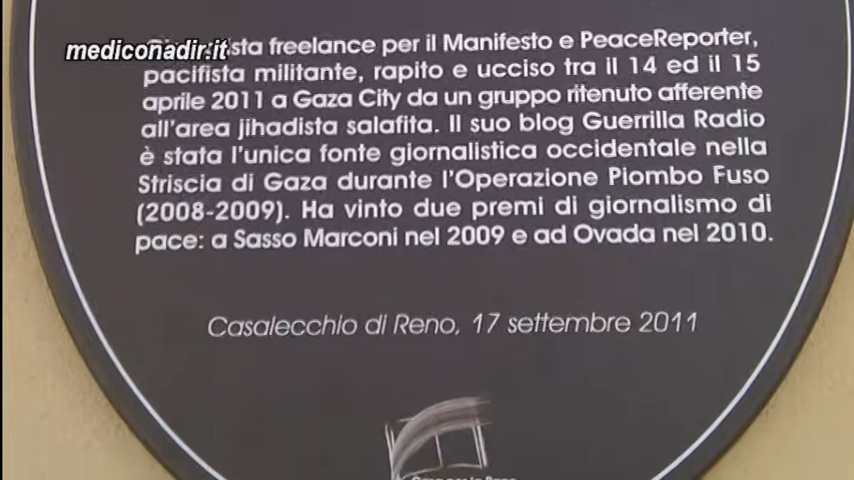 mediconadir.it
freelance per il Manifesto e PeaceReporter,
pacifista militante, rapito e ucciso tra il 14 ed il 15
aprile 2011 a Gaza City da un gruppo ritenuto afferente
all'area jihadista salafita. Il suo blog Guerrilla Radio
è stata l'unica fonte giornalistica occidentale nella
Striscia di Gaza durante l'Operazione Piombo Fuso
(2008-2009). Ha vinto due premi di giornalismo di
pace: a Sasso Marconi nel 2009 e ad Ovada nel 2010.
Casalecchio di Reno, 17 settembre 2011